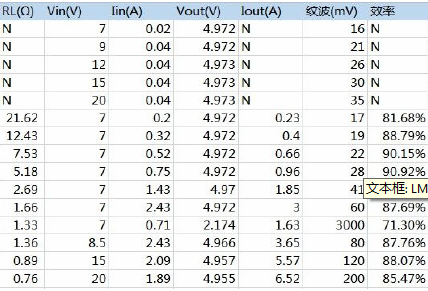 RL(Ω) Vin(V) Iin(A) Vout(V) Iout(A) 纹波(mV) 效率
N 7 0.02 4.972 N 16 N
N 9 0.04 4.972 N 21 N
N 12 0.04 4.973 N 26 N
N 15 0.04 4.973 N 30 N
N 20 0.04 4.973 N 35 N
21.62 7 0.2 4.972 0.23 17 81.68%
12.43 7 0.32 4.972 0.4 19 88.79%
7.53 7 0.52 4.972 0.66 22 90.15%
5.18 7 0.75 4.972 0.96 28 90.92%
2.69 7 1.43 4.97 1.85 41 文本框: LM
1.66 7 2.43 4.972 3 60 87.69%
1.33 7 0.71 2.174 1.63 3000 71.30%
1.36 8.5 2.43 4.966 3.65 80 87.76%
0.89 15 2.09 4.957 5.57 120 88.07%
0.76 20 1.89 4.955 6.52 200 85.47%